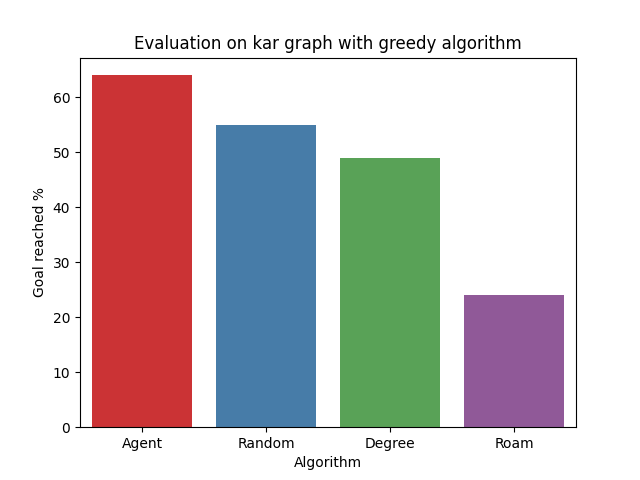 Evaluation on kar graph with greedy algorithm
Goal reached %
60
50
40
30
20
10
0
Agent Random Degree Roam
Algorithm